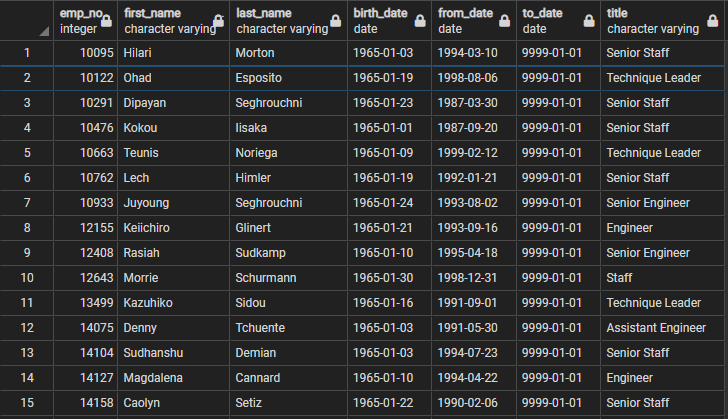 emp_no first_name last_name birth_date from_date to_date title
integer character varying character varying date date date character varying
1 10095 Hilari Morton 1965-01-03 1994-03-10 9999-01-01 Senior Staff
2 10122 Ohad Esposito 1965-01-19 1998-08-06 9999-01-01 Technique Leader
3 10291 Dipayan Seghrouchni 1965-01-23 1987-03-30 9999-01-01 Senior Staff
4 10476 Kokou Iisaka 1965-01-01 1987-09-20 9999-01-01 Senior Staff
5 10663 Teunis Noriega 1965-01-09 1999-02-12 9999-01-01 Technique Leader
6 10762 Lech Himler 1965-01-19 1992-01-21 9999-01-01 Senior Staff
7 10933 Juyoung Seghrouchni 1965-01-24 1993-08-02 9999-01-01 Senior Engineer
8 12155 Keiichiro Glinert 1965-01-21 1993-09-16 9999-01-01 Engineer
9 12408 Rasiah Sudkamp 1965-01-10 1995-04-18 9999-01-01 Senior Engineer
10 12643 Morrie Schurmann 1965-01-30 1998-12-31 9999-01-01 Staff
11 13499 Kazuhiko Sidou 1965-01-16 1991-09-01 9999-01-01 Technique Leader
12 14075 Denny Tchuente 1965-01-03 1991-05-30 9999-01-01 Assistant Engineer
13 14104 Sudhanshu Demian 1965-01-03 1994-07-23 9999-01-01 Senior Staff
14 14127 Magdalena Cannard 1965-01-10 1994-04-22 9999-01-01 Engineer
15 14158 Caolyn Setiz 1965-01-22 1990-02-06 9999-01-01 Senior Staff